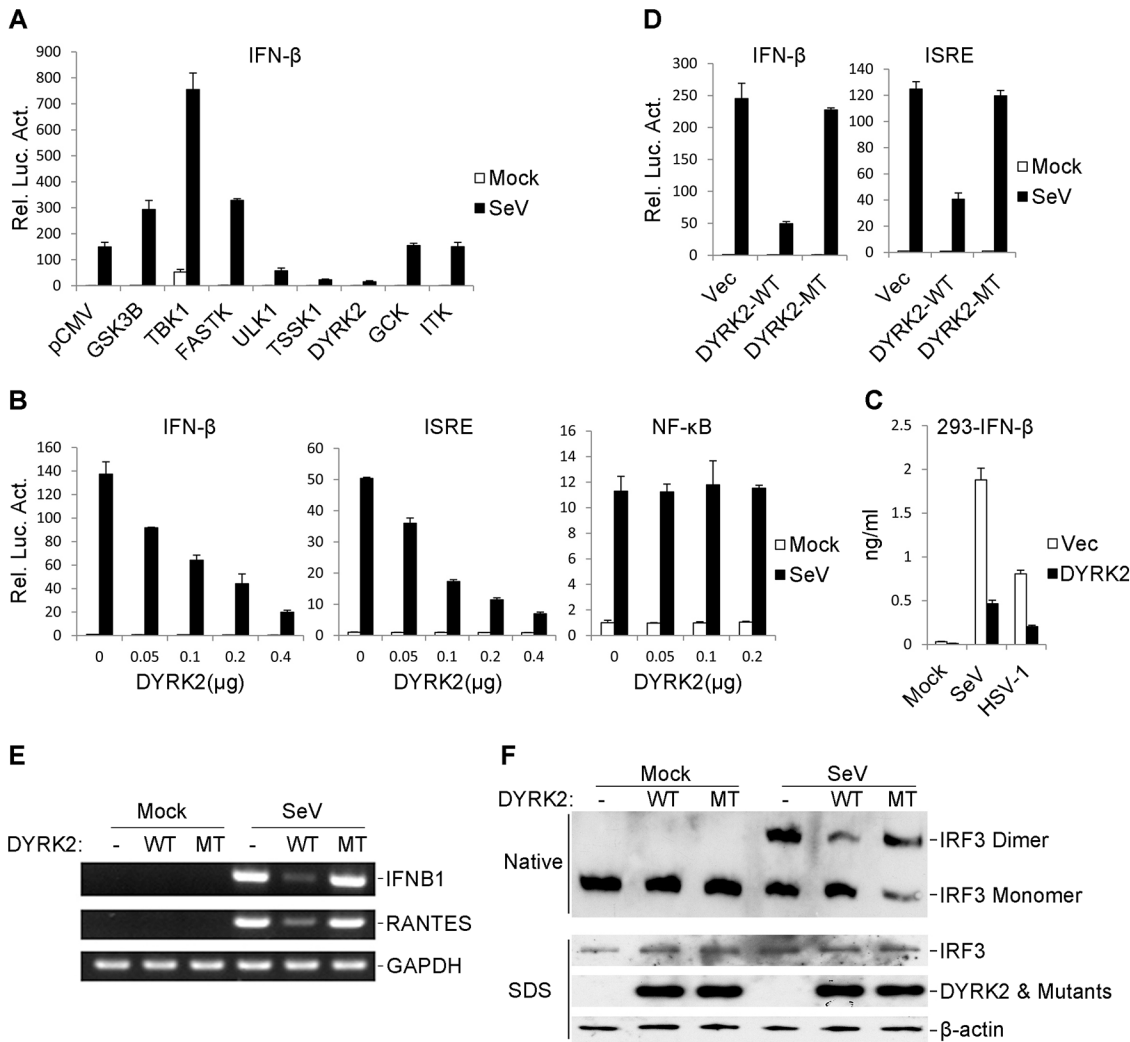 A
IFN-β
Rel. Luc. Act.
900
800
700
600
500
400
300
200
100
0
pCMV
GSK3B
TBK1
FASTK
ULK1
TSSK1
DYRK2
GCK
ITK
Mock
SeV
D
IFN-β
ISRE
Rel. Luc. Act.
300
250
200
150
100
50
0
Vec
DYRK2-WT
DYRK2-MT
140
120
100
80
60
40
20
0
Vec
DYRK2-WT
DYRK2-MT
Mock
SeV
B
IFN-β
ISRE
NF-κB
Rel. Luc. Act.
160
140
120
100
80
60
40
20
0
0 0.05 0.1 0.2 0.4
DYRK2(µg)
60
50
40
30
20
10
0
0 0.05 0.1 0.2 0.4
DYRK2(µg)
16
14
12
10
8
6
4
2
0
0 0.05 0.1 0.2
DYRK2(µg)
Mock
SeV
C
293-IFN-β
ng/ml
2.5
2
1.5
1
0.5
0
Mock
SeV
HSV-1
Vec
DYRK2
E
Mock SeV
DYRK2: - WT MT - WT MT
IFNB1
RANTES
GAPDH
F
Mock SeV
DYRK2: - WT MT - WT MT
Native
IRF3 Dimer
IRF3 Monomer
SDS
IRF3
DYRK2 & Mutants
β-actin